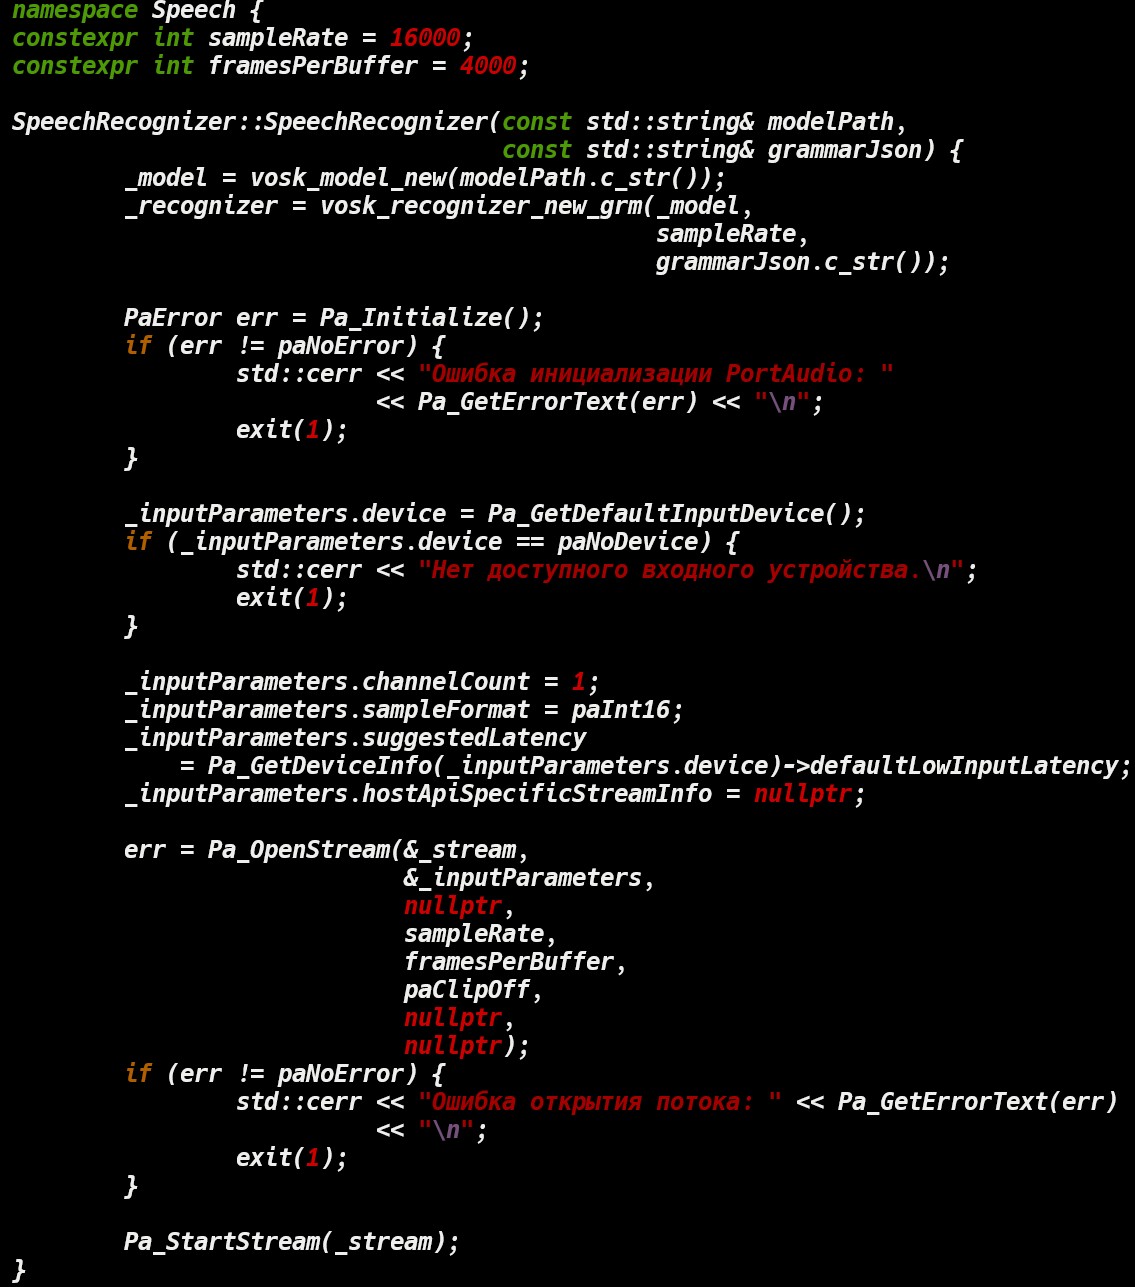 namespace Speech {
constexpr int sampleRate = 16000;
constexpr int framesPerBuffer = 4000;

SpeechRecognizer::SpeechRecognizer(const std::string& modelPath,
                                   const std::string& grammarJson) {
        _model = vosk_model_new(modelPath.c_str());
        _recognizer = vosk_recognizer_new_grm(_model,
                                              sampleRate,
                                              grammarJson.c_str());

        PaError err = Pa_Initialize();
        if (err != paNoError) {
                std::cerr << "Ошибка инициализации PortAudio: "
                          << Pa_GetErrorText(err) << "\n";
                exit(1);
        }

        _inputParameters.device = Pa_GetDefaultInputDevice();
        if (_inputParameters.device == paNoDevice) {
                std::cerr << "Нет доступного входного устройства.\n";
                exit(1);
        }

        _inputParameters.channelCount = 1;
        _inputParameters.sampleFormat = paInt16;
        _inputParameters.suggestedLatency
            = Pa_GetDeviceInfo(_inputParameters.device)->defaultLowInputLatency;
        _inputParameters.hostApiSpecificStreamInfo = nullptr;

        err = Pa_OpenStream(&_stream,
                            &_inputParameters,
                            nullptr,
                            sampleRate,
                            framesPerBuffer,
                            paClipOff,
                            nullptr,
                            nullptr);
        if (err != paNoError) {
                std::cerr << "Ошибка открытия потока: " << Pa_GetErrorText(err)
                          << "\n";
                exit(1);
        }

        Pa_StartStream(_stream);
}